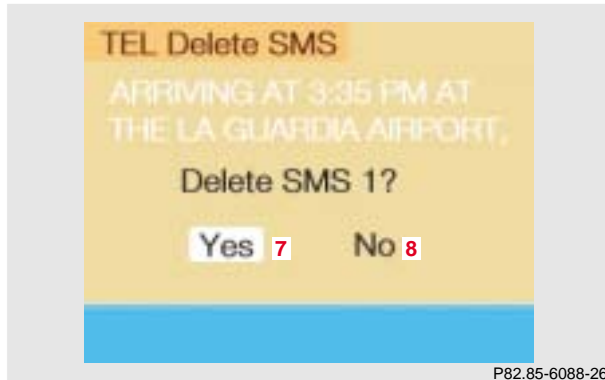 TEL Delete SMS
ARRIVING AT 3:35 PM AT
THE LA GUARDIA AIRPORT,
Delete SMS 1?
Yes 7 No 8
P82.85-6088-26